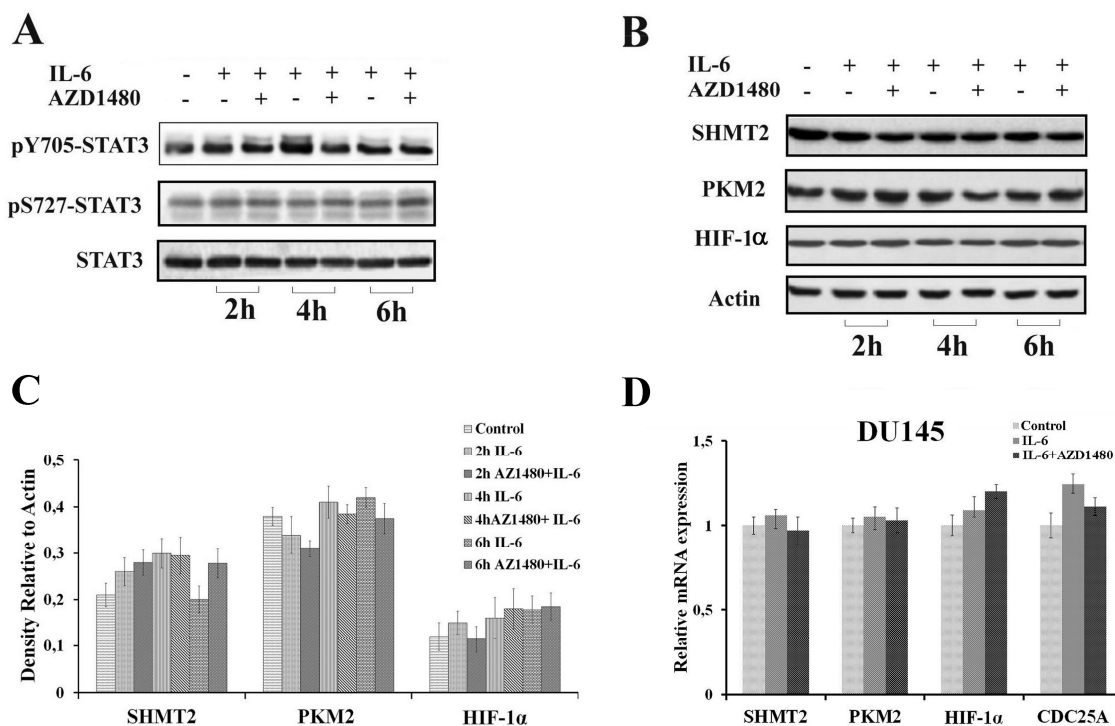 A
IL-6 - + + + + + +
AZD1480 - - + - + - +
pY705-STAT3
pS727-STAT3
STAT3
2h 4h 6h
B
IL-6 - + + + + + +
AZD1480 - - + - + - +
SHMT2
PKM2
HIF-1α
Actin
2h 4h 6h
C
Density Relative to Actin
0,5
0,4
0,3
0,2
0,1
0
SHMT2 PKM2 HIF-1α
Control
2h IL-6
2h AZ1480+IL-6
4h IL-6
4hAZ1480+ IL-6
6h IL-6
6h AZ1480+IL-6
D
DU145
Relative mRNA expression
1,5
1
0,5
0
SHMT2 PKM2 HIF-1α CDC25A
Control
IL-6
IL-6+AZD1480